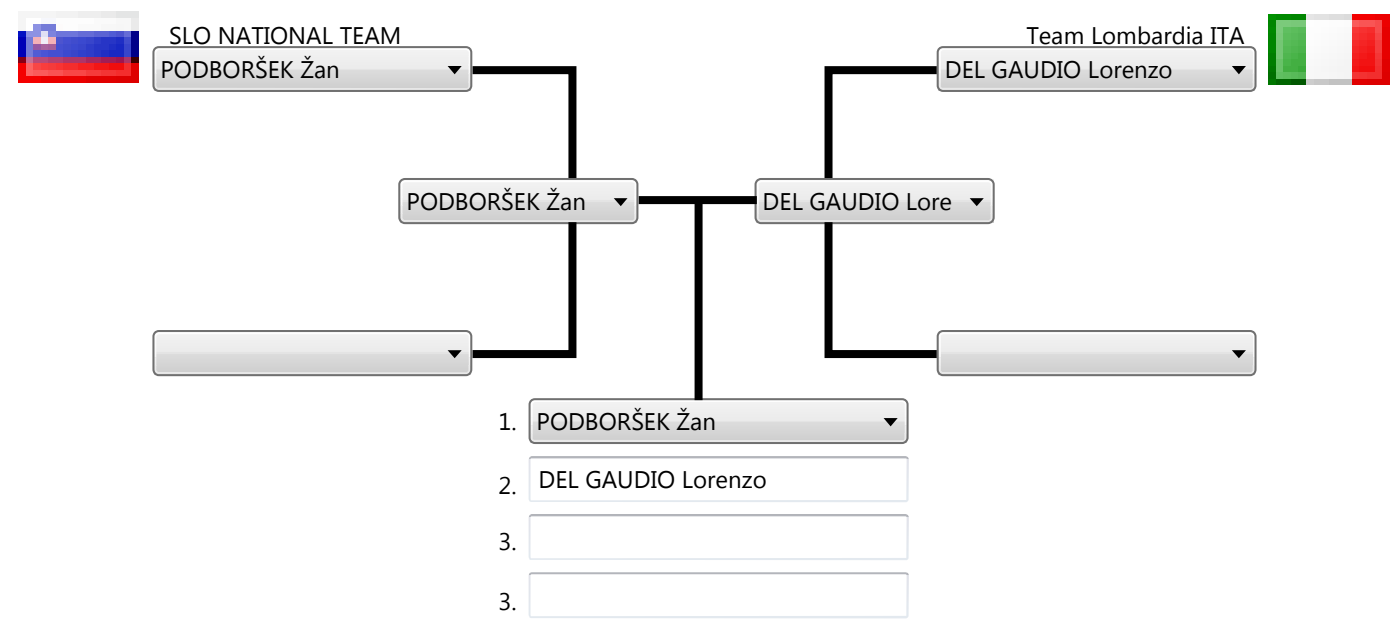 SLO NATIONAL TEAM
Team Lombardia ITA
PODBORŠEK Žan
DEL GAUDIO Lorenzo
PODBORŠEK Žan
DEL GAUDIO Lore
1. PODBORŠEK Žan
2. DEL GAUDIO Lorenzo
3.
3.